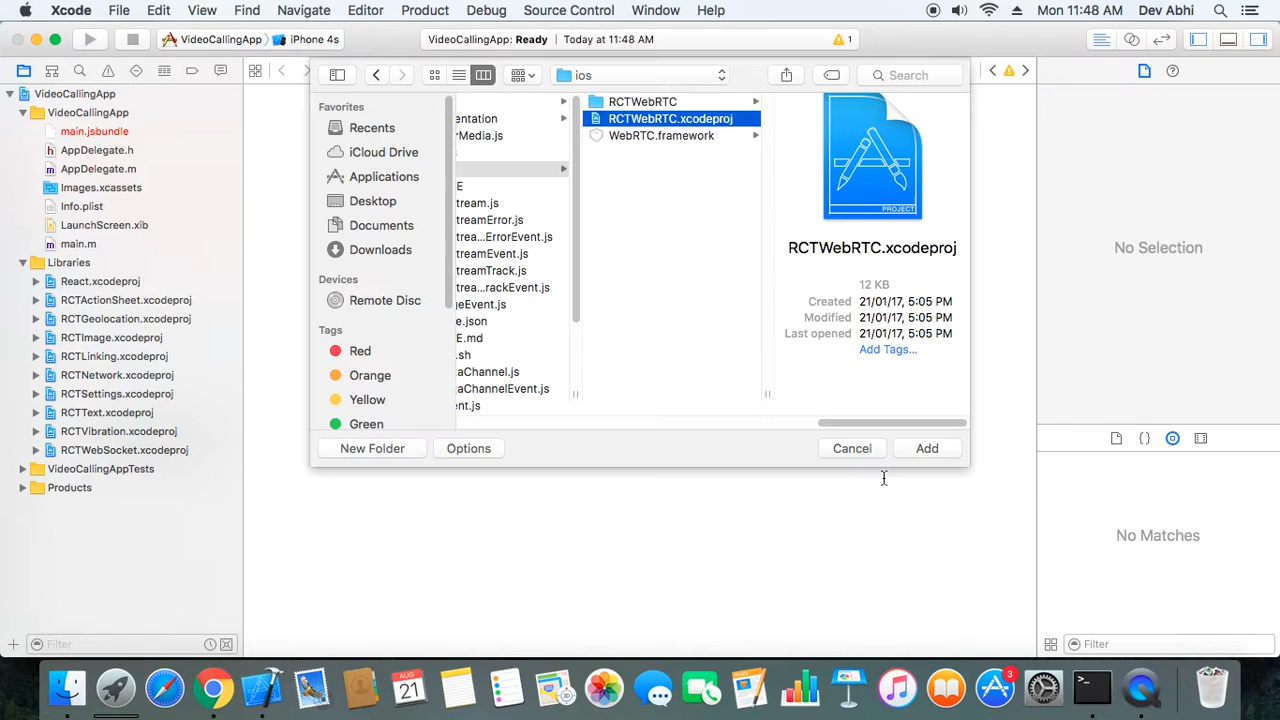 Xcode File Edit View Find Navigate Editor Product Debug Source Control Window Help Mon 11:48 AM Dev Abhi
VideoCallingApp iPhone 4s VideoCallingApp: Ready Today at 11:48 AM 1
ios
Search
VideoCallingApp
VideoCallingApp
main.jsbundle
AppDelegate.h
AppDelegate.m
Images.xcassets
Info.plist
LaunchScreen.xib
main.m
Libraries
React.xcodeproj
RCTActionSheet.xcodeproj
RCTGeolocation.xcodeproj
RCTImage.xcodeproj
RCTLinking.xcodeproj
RCTNetwork.xcodeproj
RCTSettings.xcodeproj
RCTText.xcodeproj
RCTVibration.xcodeproj
RCTWebSocket.xcodeproj
VideoCallingAppTests
Products
Filter
Favorites
Recents
iCloud Drive
Applications
Desktop
Documents
Downloads
Devices
Remote Disc
Tags
Red
Orange
Yellow
Green
entation
rMedia.js
E
tream.js
treamError.js
trea...ErrorEvent.js
treamEvent.js
treamTrack.js
trea...rackEvent.js
geEvent.js
e.json
E.md
.sh
taChannel.js
taChannelEvent.js
ent.js
RCTWebRTC
RCTWebRTC.xcodeproj
WebRTC.framework
PROJECT
RCTWebRTC.xcodeproj
12 KB
Created 21/01/17, 5:05 PM
Modified 21/01/17, 5:05 PM
Last opened 21/01/17, 5:05 PM
Add Tags...
New Folder Options Cancel Add
No Selection
No Matches
Filter
AUG
21
3